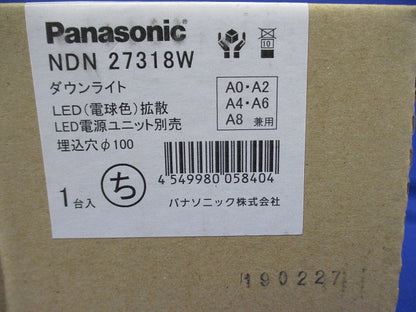 Panasonic
NDN 27318W
ダウンライト
LED(電球色)拡散
LED電源ユニット別売
埋込穴φ100
A0・A2
A4・A6
A8 兼用
1台入
ち
4 549980 058404
パナソニック株式会社
190227